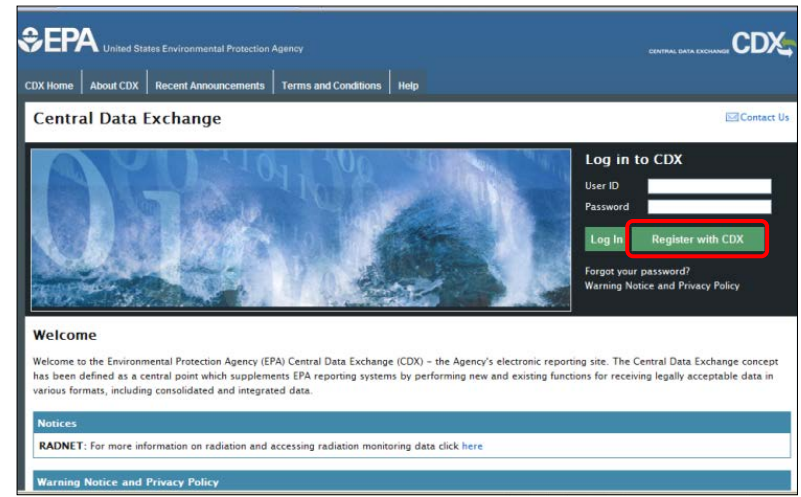 EPA United States Environmental Protection Agency
CENTRAL DATA EXCHANGE CDX
CDX Home About CDX Recent Announcements Terms and Conditions Help
Central Data Exchange
Contact Us
Log in to CDX
User ID
Password
Log In Register with CDX
Forgot your password?
Warning Notice and Privacy Policy
Welcome
Welcome to the Environmental Protection Agency (EPA) Central Data Exchange (CDX) – the Agency's electronic reporting site. The Central Data Exchange concept
has been defined as a central point which supplements EPA reporting systems by performing new and existing functions for receiving legally acceptable data in
various formats, including consolidated and integrated data.
Notices
RADNET: For more information on radiation and accessing radiation monitoring data click here
Warning Notice and Privacy Policy